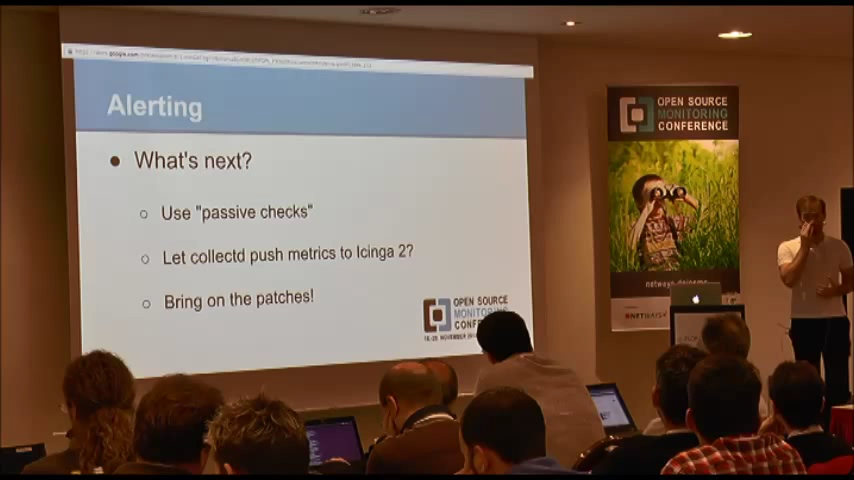 Alerting
● What's next?
○ Use "passive checks"
○ Let collectd push metrics to Icinga 2?
○ Bring on the patches!
OPEN SOURCE
MONITORING
CONFERENCE
OPEN SOURCE
MONITORING
CONFERENCE